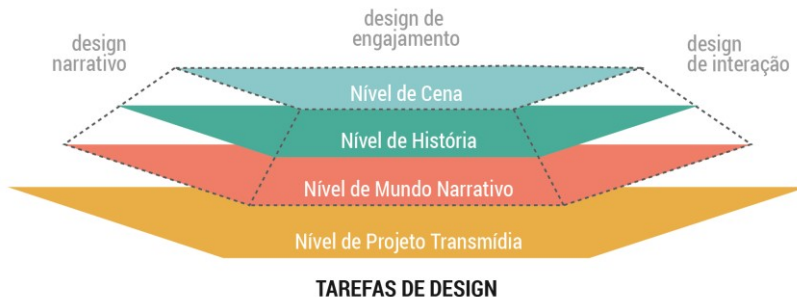 design
narrativo
design de
engajamento
design
de interação
Nível de Cena
Nível de História
Nível de Mundo Narrativo
Nível de Projeto Transmídia
TAREFAS DE DESIGN